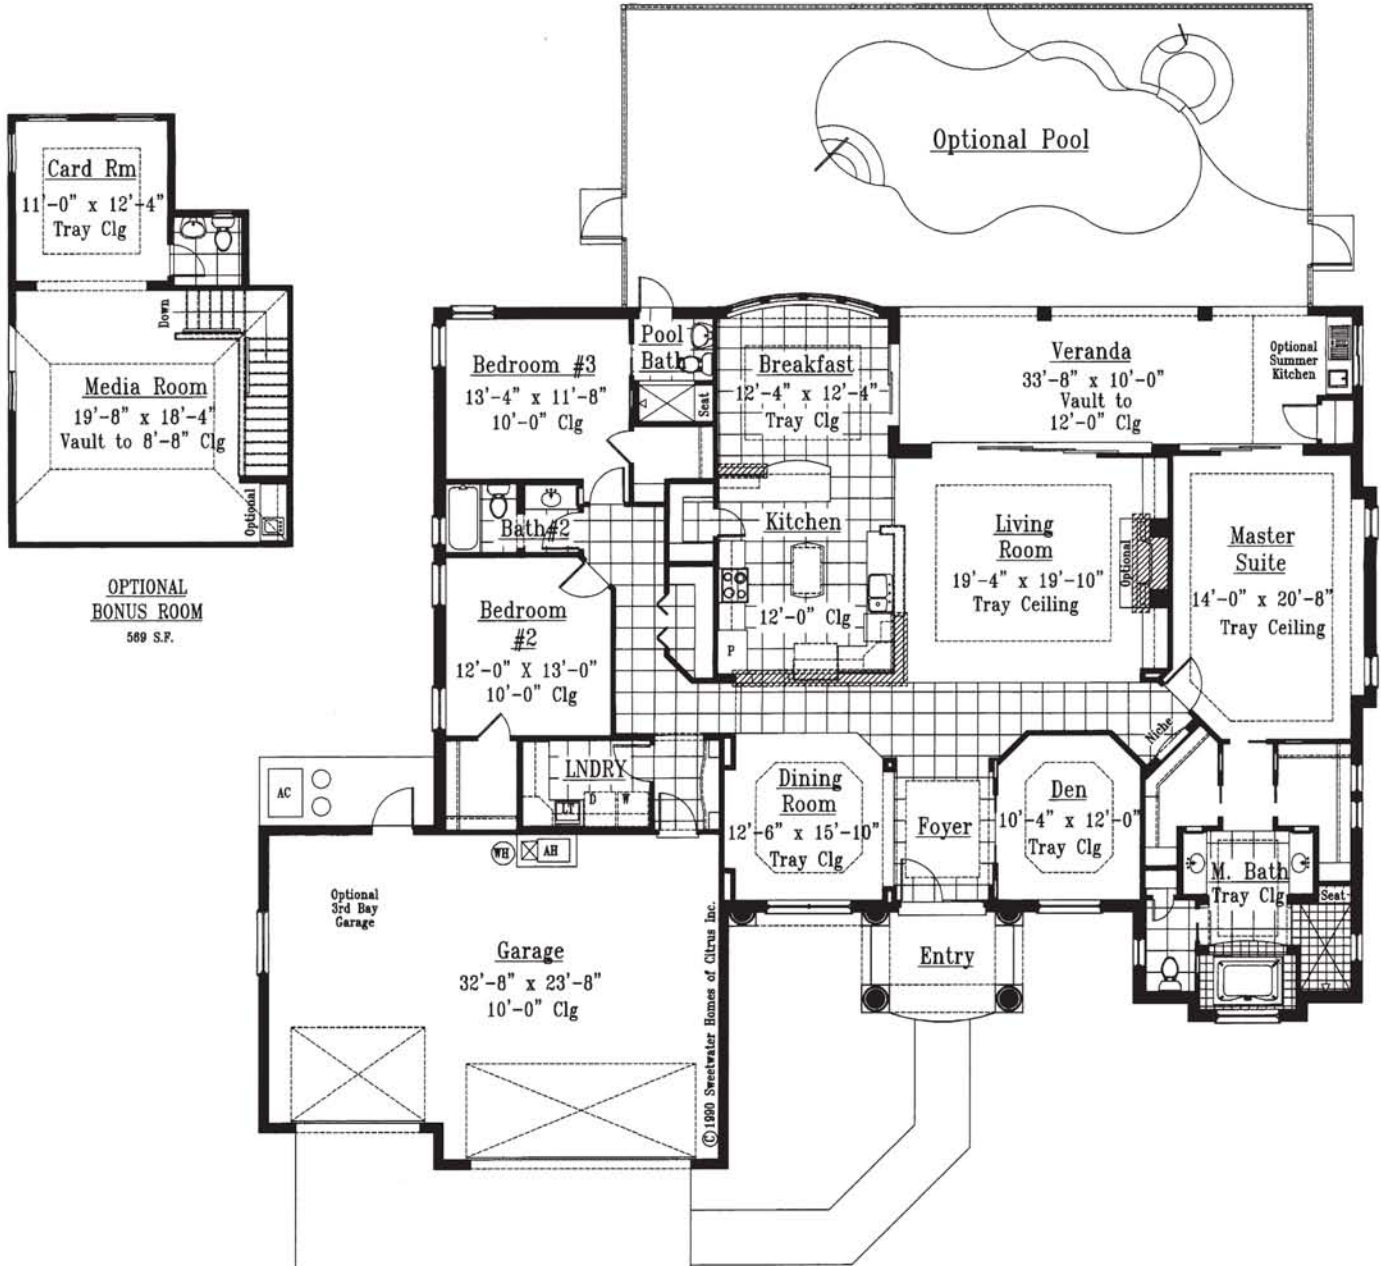 Optional Pool
Card Rm
11'-0" x 12'-4"
Tray Clg
Down
Media Room
19'-8" x 18'-4"
Vault to 8'-8" Clg
Optional
OPTIONAL
BONUS ROOM
569 S.F.
Pool
Bath
Seat
Bedroom #3
13'-4" x 11'-8"
10'-0" Clg
Breakfast
12'-4" x 12'-4"
Tray Clg
Veranda
33'-8" x 10'-0"
Vault to
12'-0" Clg
Optional
Summer
Kitchen
Bath#2
Kitchen
12'-0" Clg
P
Living
Room
19'-4" x 19'-10"
Tray Ceiling
Optional
Master
Suite
14'-0" x 20'-8"
Tray Ceiling
Bedroom
#2
12'-0" X 13'-0"
10'-0" Clg
Niche
AC
LNDRY
LT
D
W
Dining
Room
12'-6" x 15'-10"
Tray Clg
Foyer
Den
10'-4" x 12'-0"
Tray Clg
M. Bath
Tray Clg
Seat
WH
AH
Optional
3rd Bay
Garage
Garage
32'-8" x 23'-8"
10'-0" Clg
Entry
©1990 Sweetwater Homes of Citrus Inc.